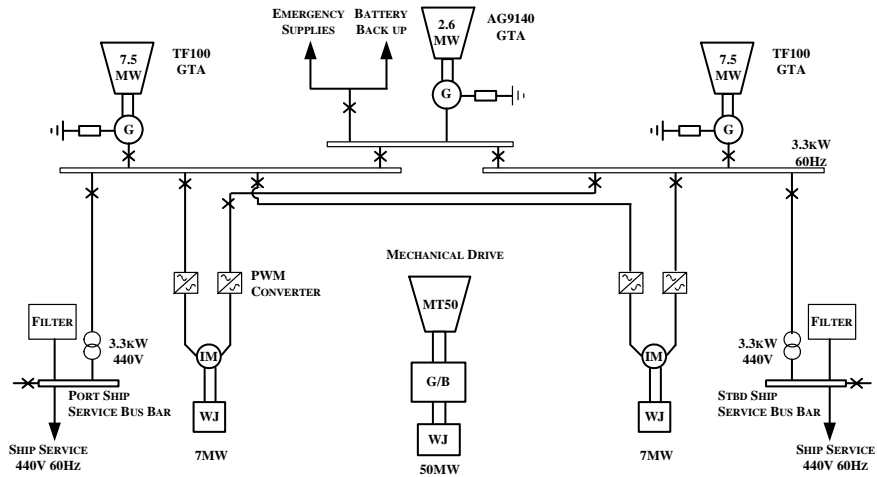 EMERGENCY
SUPPLIES
BATTERY
BACK UP
2.6
MW
AG9140
GTA
7.5
MW
TF100
GTA
7.5
MW
TF100
GTA
G
G
G
3.3KW
60HZ
MECHANICAL DRIVE
PWM
CONVERTER
MT50
FILTER
3.3KW
440V
IM
G/B
IM
3.3KW
440V
FILTER
PORT SHIP
SERVICE BUS BAR
WJ
WJ
WJ
STBD SHIP
SERVICE BUS BAR
SHIP SERVICE
440V 60HZ
7MW
50MW
7MW
SHIP SERVICE
440V 60HZ